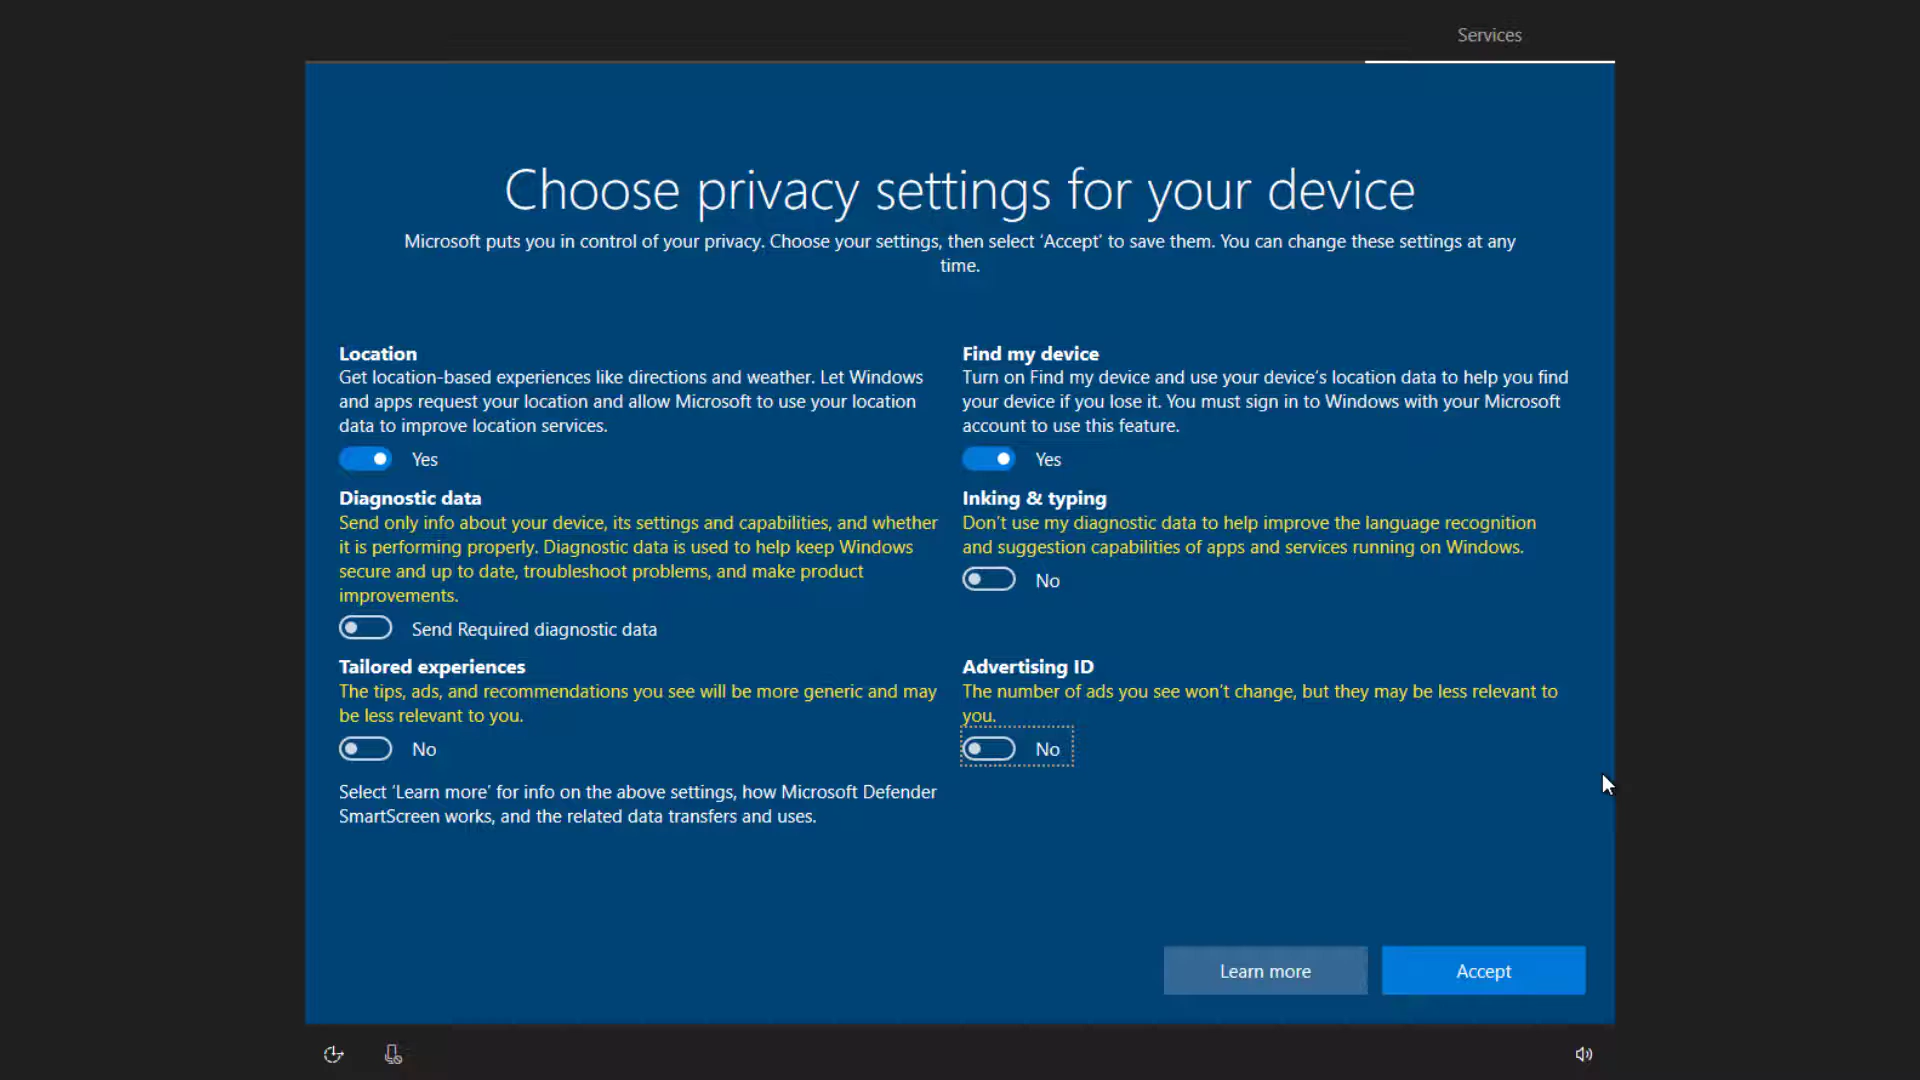 Services
Choose privacy settings for your device
Microsoft puts you in control of your privacy. Choose your settings, then select ‘Accept’ to save them. You can change these settings at any
time.
Location
Get location-based experiences like directions and weather. Let Windows
and apps request your location and allow Microsoft to use your location
data to improve location services.
Yes
Find my device
Turn on Find my device and use your device’s location data to help you find
your device if you lose it. You must sign in to Windows with your Microsoft
account to use this feature.
Yes
Diagnostic data
Send only info about your device, its settings and capabilities, and whether
it is performing properly. Diagnostic data is used to help keep Windows
secure and up to date, troubleshoot problems, and make product
improvements.
Send Required diagnostic data
Inking & typing
Don’t use my diagnostic data to help improve the language recognition
and suggestion capabilities of apps and services running on Windows.
No
Tailored experiences
The tips, ads, and recommendations you see will be more generic and may
be less relevant to you.
No
Advertising ID
The number of ads you see won’t change, but they may be less relevant to
you.
No
Select ‘Learn more’ for info on the above settings, how Microsoft Defender
SmartScreen works, and the related data transfers and uses.
Learn more
Accept